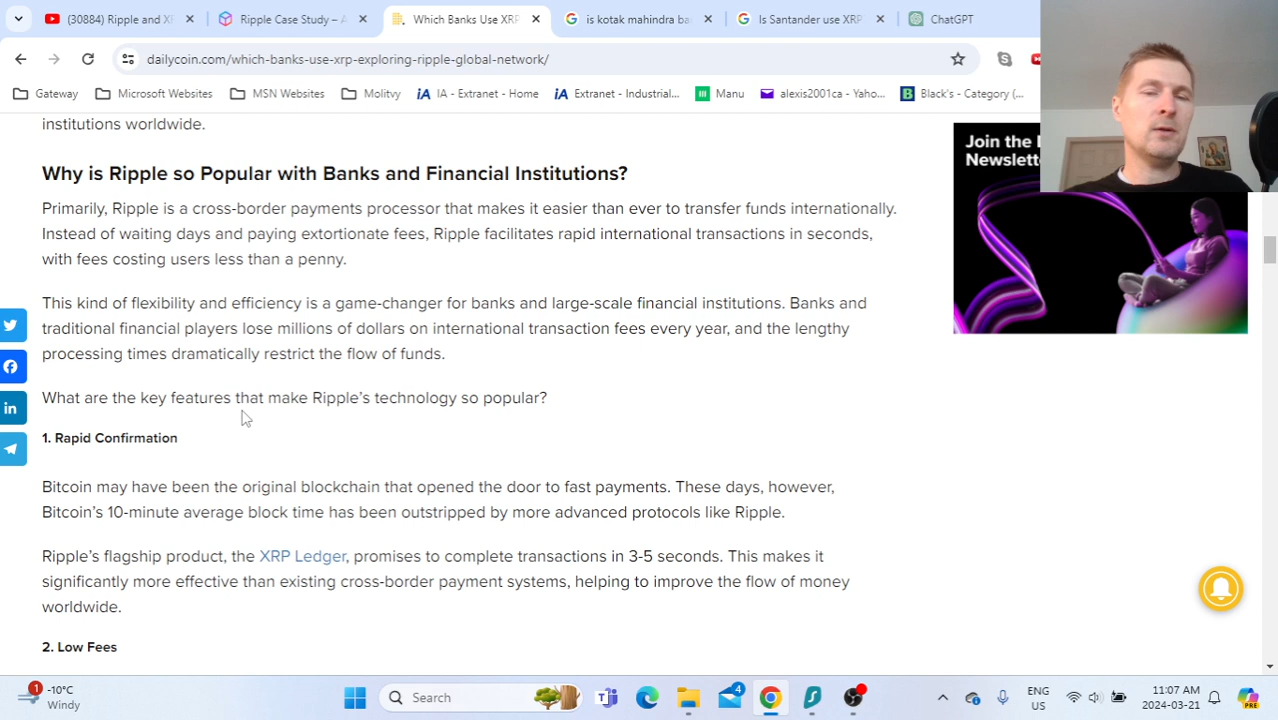 (30884) Ripple and XR
Ripple Case Study – A
Which Banks Use XRP
is kotak mahindra ba
Is Santander use XRP
ChatGPT
dailycoin.com/which-banks-use-xrp-exploring-ripple-global-network/
Gateway
Microsoft Websites
MSN Websites
Molitvy
iA IA - Extranet - Home
iA Extranet - Industrial...
Manu
alexis2001ca - Yaho...
B Black's - Category (...
institutions worldwide.
Join the
Newslett
Why is Ripple so Popular with Banks and Financial Institutions?
Primarily, Ripple is a cross-border payments processor that makes it easier than ever to transfer funds internationally.
Instead of waiting days and paying extortionate fees, Ripple facilitates rapid international transactions in seconds,
with fees costing users less than a penny.
This kind of flexibility and efficiency is a game-changer for banks and large-scale financial institutions. Banks and
traditional financial players lose millions of dollars on international transaction fees every year, and the lengthy
processing times dramatically restrict the flow of funds.
What are the key features that make Ripple's technology so popular?
1. Rapid Confirmation
Bitcoin may have been the original blockchain that opened the door to fast payments. These days, however,
Bitcoin's 10-minute average block time has been outstripped by more advanced protocols like Ripple.
Ripple's flagship product, the XRP Ledger, promises to complete transactions in 3-5 seconds. This makes it
significantly more effective than existing cross-border payment systems, helping to improve the flow of money
worldwide.
2. Low Fees
1
-10°C
Windy
Search
4
ENG
US
11:07 AM
2024-03-21
PRE